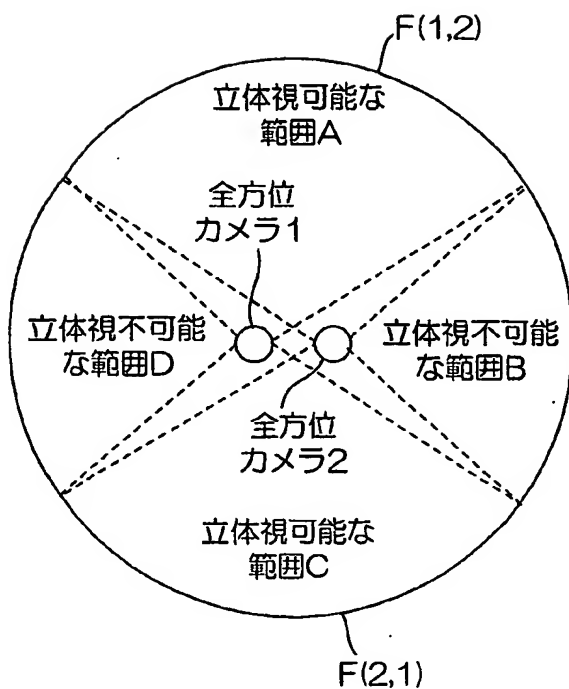 F(1,2)
立体視可能な
範囲A
全方位
カメラ1
立体視不可能
な範囲D
立体視不可能
な範囲B
全方位
カメラ2
立体視可能な
範囲C
F(2,1)